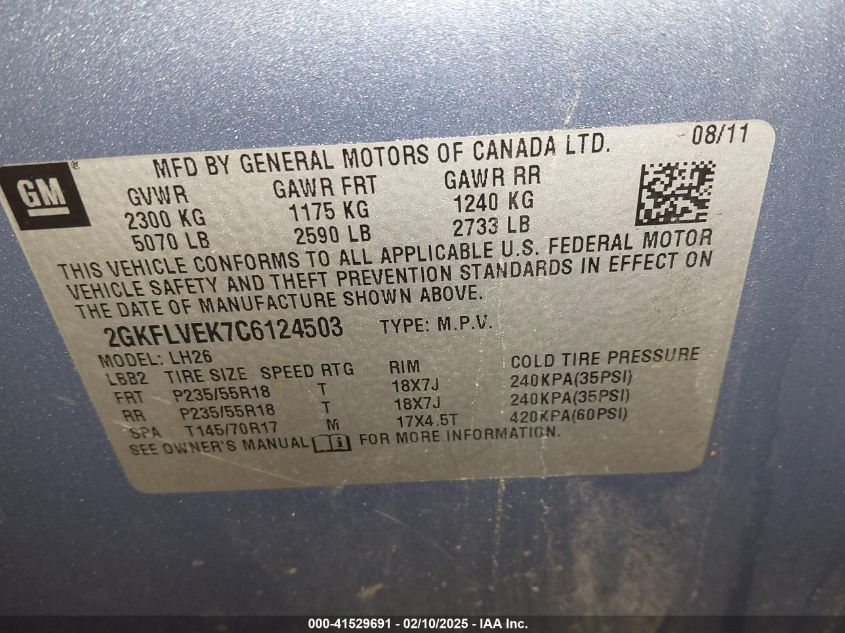 GM
MFD BY GENERAL MOTORS OF CANADA LTD. 08/11
GVWR GAWR FRT GAWR RR
2300 KG 1175 KG 1240 KG
5070 LB 2590 LB 2733 LB
THIS VEHICLE CONFORMS TO ALL APPLICABLE U.S. FEDERAL MOTOR
VEHICLE SAFETY AND THEFT PREVENTION STANDARDS IN EFFECT ON
THE DATE OF MANUFACTURE SHOWN ABOVE.
2GKFLVEK7C6124503 TYPE: M.P.V.
MODEL: LH26
LBB2 TIRE SIZE SPEED RTG RIM COLD TIRE PRESSURE
FRT P235/55R18 T 18X7J 240KPA(35PSI)
RR P235/55R18 T 18X7J 240KPA(35PSI)
SPA T145/70R17 M 17X4.5T 420KPA(60PSI)
SEE OWNER'S MANUAL FOR MORE INFORMATION.
000-41529691 - 02/10/2025 - IAA Inc.